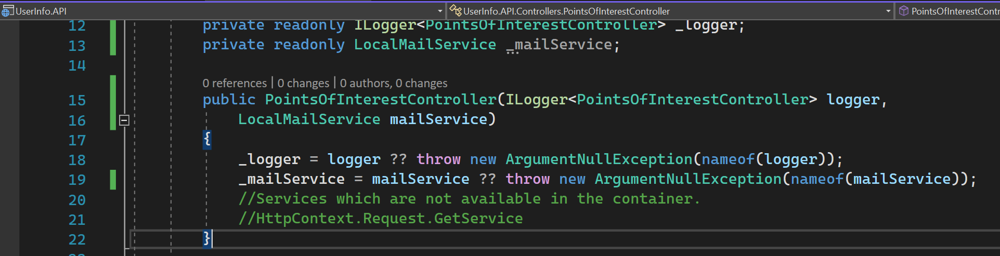 UserInfo.API UserInfo.API.Controllers.PointsOfInterestController PointsOfInterestContr
12 private readonly ILogger<PointsOfInterestController> _logger;
13 private readonly LocalMailService _mailService;
14
0 references | 0 changes | 0 authors, 0 changes
15 public PointsOfInterestController(ILogger<PointsOfInterestController> logger,
16 LocalMailService mailService)
17 {
18 _logger = logger ?? throw new ArgumentNullException(nameof(logger));
19 _mailService = mailService ?? throw new ArgumentNullException(nameof(mailService));
20 //Services which are not available in the container.
21 //HttpContext.Request.GetService
22 }